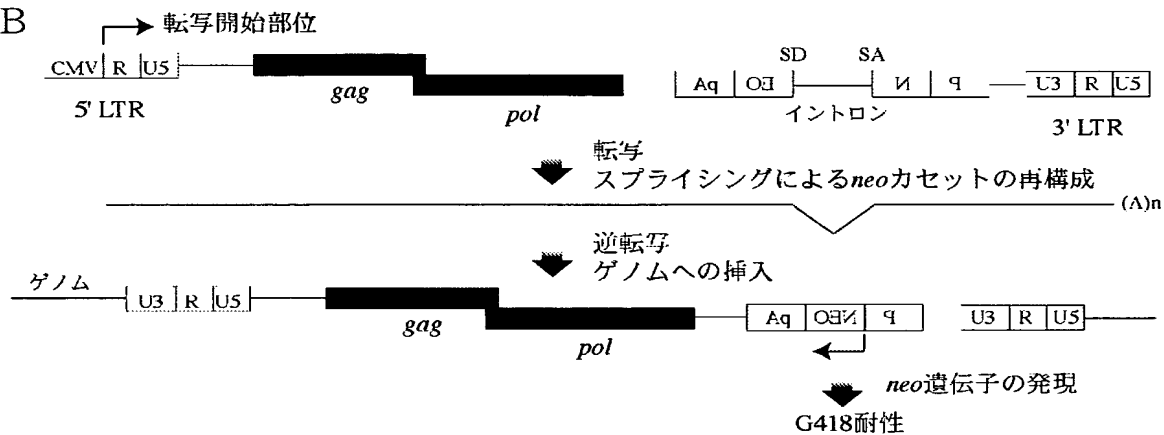 B
転写開始部位
CMV R U5
5' LTR
gag
pol
pA EO
SD
SA
イントロン
N P
U3 R U5
3' LTR
転写
スプライシングによるneoカセットの再構成
(A)n
逆転写
ゲノムへの挿入
ゲノム
U3 R U5
gag
pol
pA NEO P
U3 R U5
neo遺伝子の発現
G418耐性